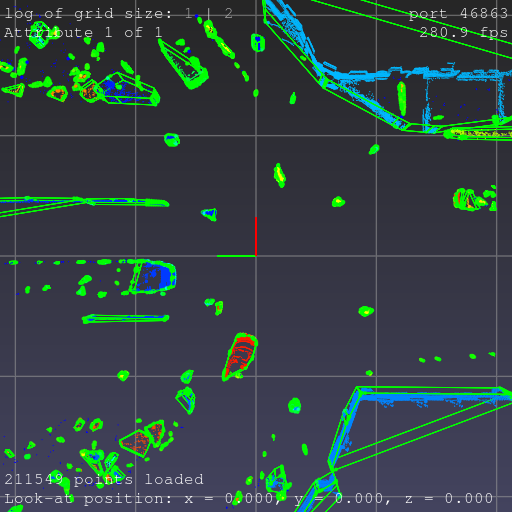 log of grid size: 1 | 2
port 46863
Attribute 1 of 1
280.9 fps
211549 points loaded
Look-at position: x = 0.000, y = 0.000, z = 0.000